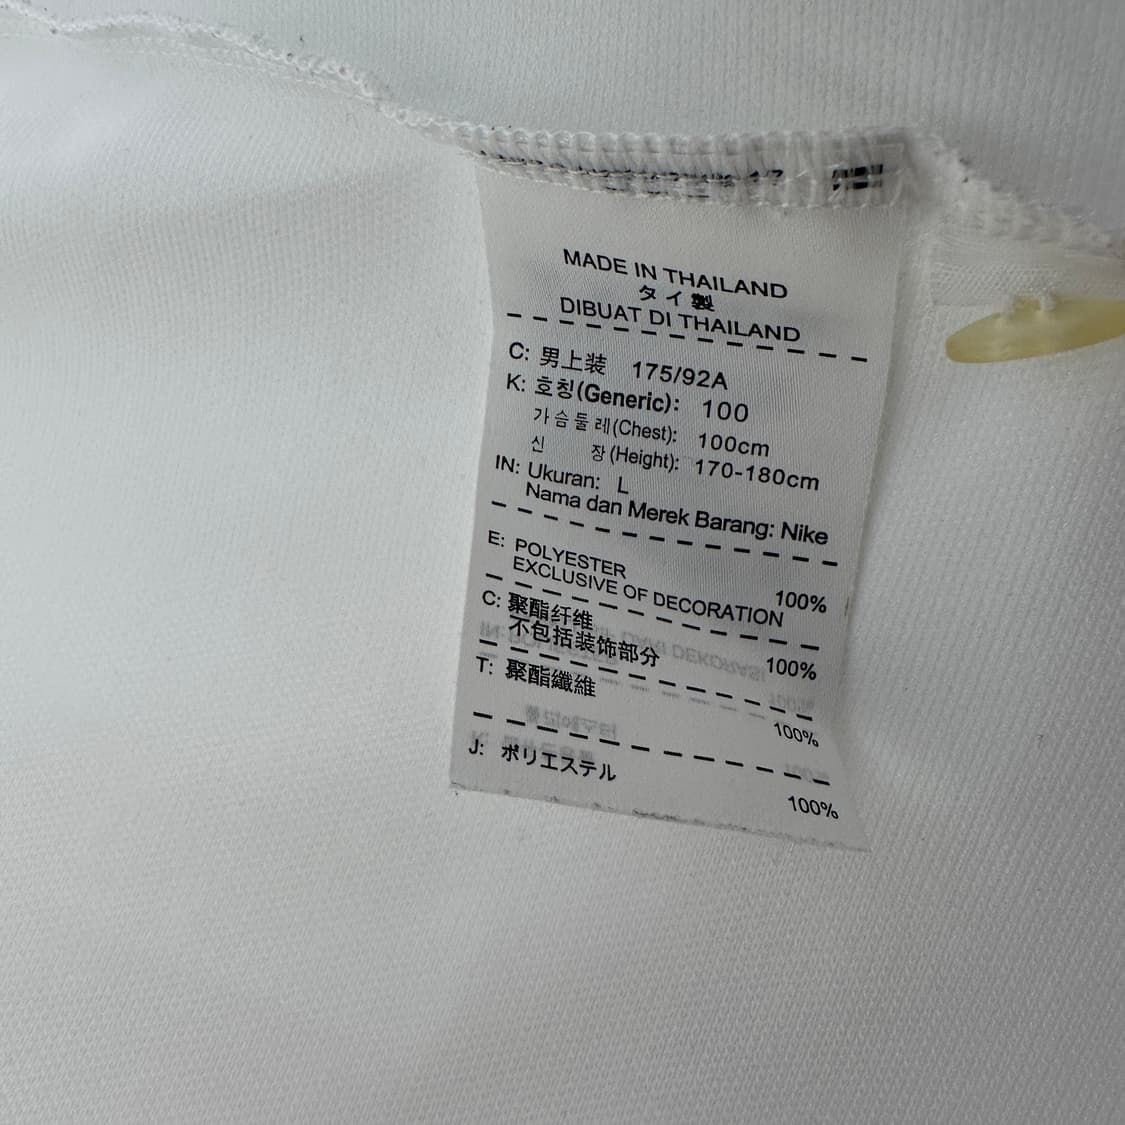 MADE IN THAILAND
タイ製
DIBUAT DI THAILAND
C: 男上装 175/92A
K: 호칭(Generic): 100
가슴둘레(Chest): 100cm
신 장(Height): 170-180cm
IN: Ukuran: L
Nama dan Merek Barang: Nike
E: POLYESTER 100%
EXCLUSIVE OF DECORATION
C: 聚酯纤维 100%
不包括装饰部分
T: 聚酯纖維 100%
J: ポリエステル 100%